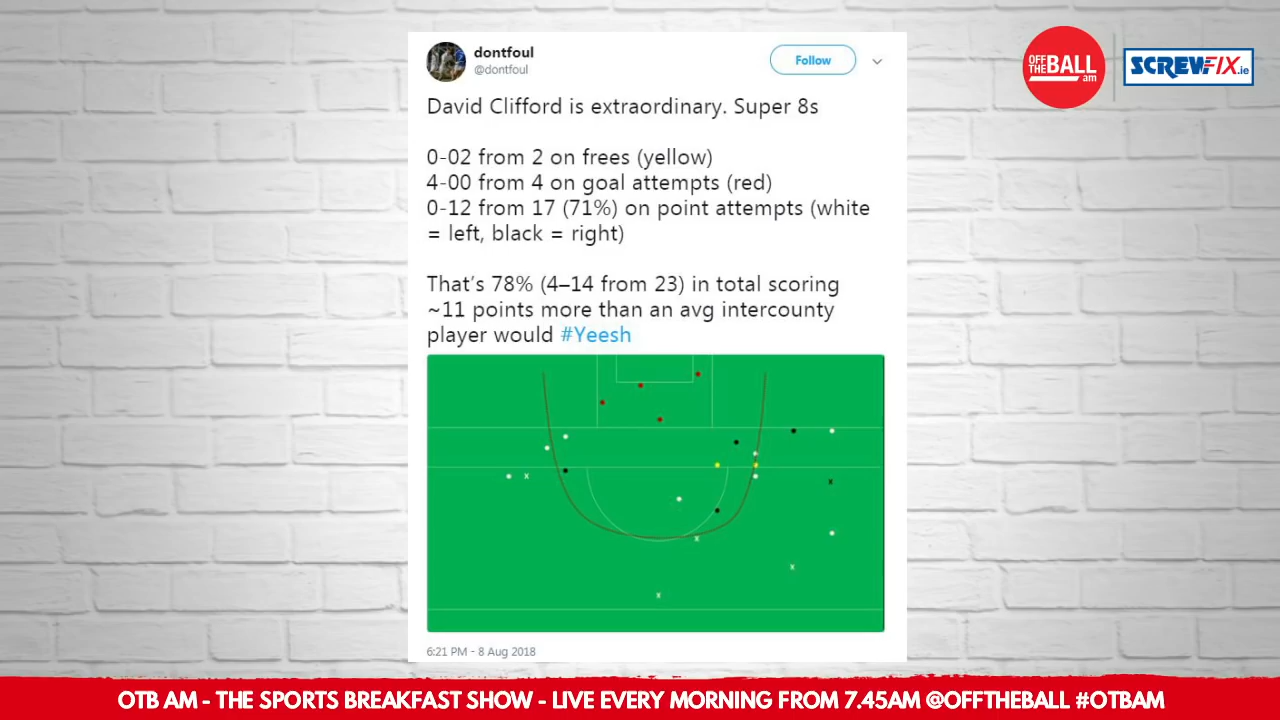 dontfoul
@dontfoul
Follow
OFF
THE BALL
am
SCREWFIX.ie
David Clifford is extraordinary. Super 8s
0-02 from 2 on frees (yellow)
4-00 from 4 on goal attempts (red)
0-12 from 17 (71%) on point attempts (white
= left, black = right)
That's 78% (4–14 from 23) in total scoring
~11 points more than an avg intercounty
player would #Yeesh
x
x
x
x
x
6:21 PM - 8 Aug 2018
OTB AM - THE SPORTS BREAKFAST SHOW - LIVE EVERY MORNING FROM 7.45AM @OFFTHEBALL #OTBAM